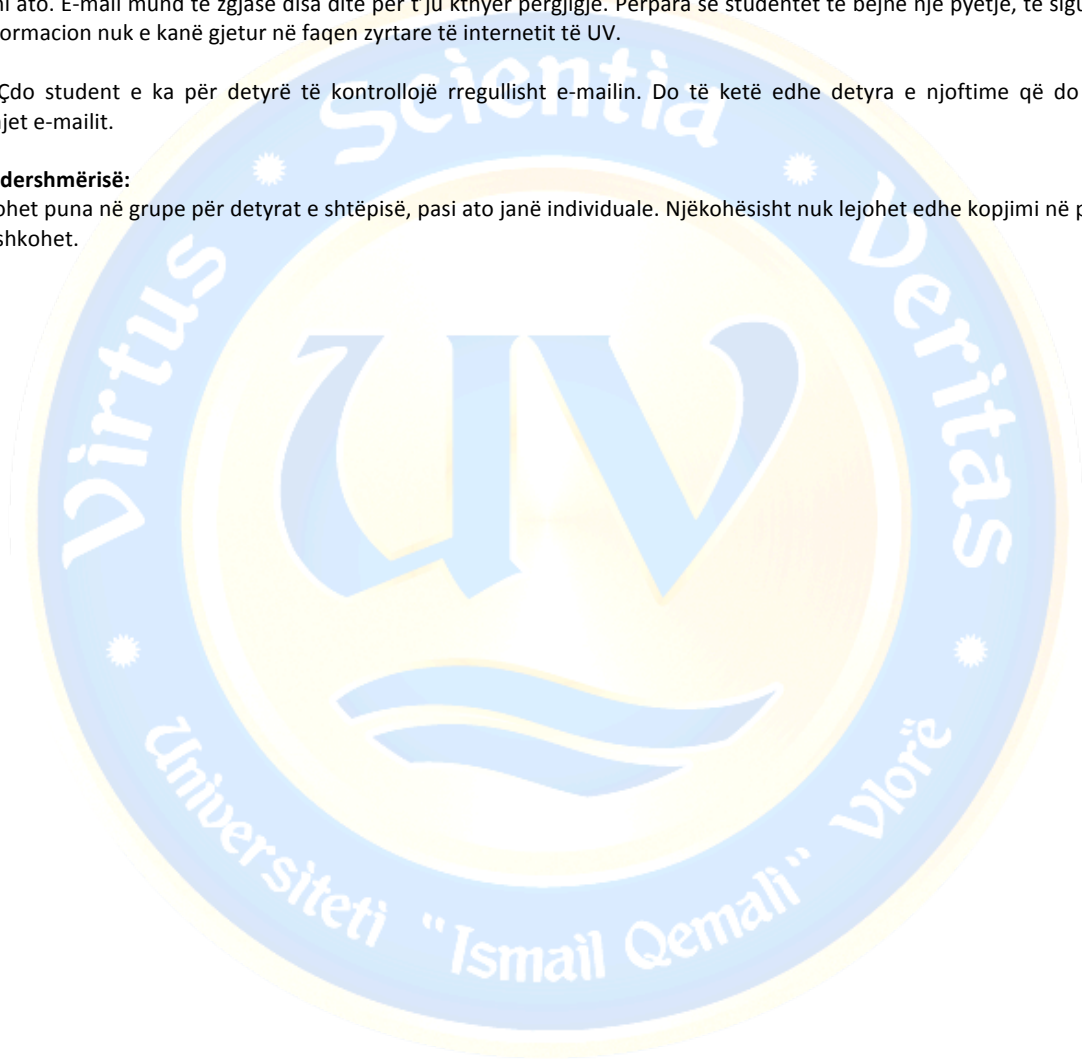 ni ato. E-mail mund të zgjasë disa ditë për t'ju kthyer përgjigje. Përpara se studentët të bëjnë një pyetje, të sigu
formacion nuk e kanë gjetur në faqen zyrtare të internetit të UV.
Çdo student e ka për detyrë të kontrollojë rregullisht e-mailin. Do të ketë edhe detyra e njoftime që do
njet e-mailit.
dershmërisë:
ohet puna në grupe për detyrat e shtëpisë, pasi ato janë individuale. Njëkohësisht nuk lejohet edhe kopjimi në p
shkohet.
Virtus Scientia Veritas
UV
Universiteti "Ismail Qemali" Vlorë